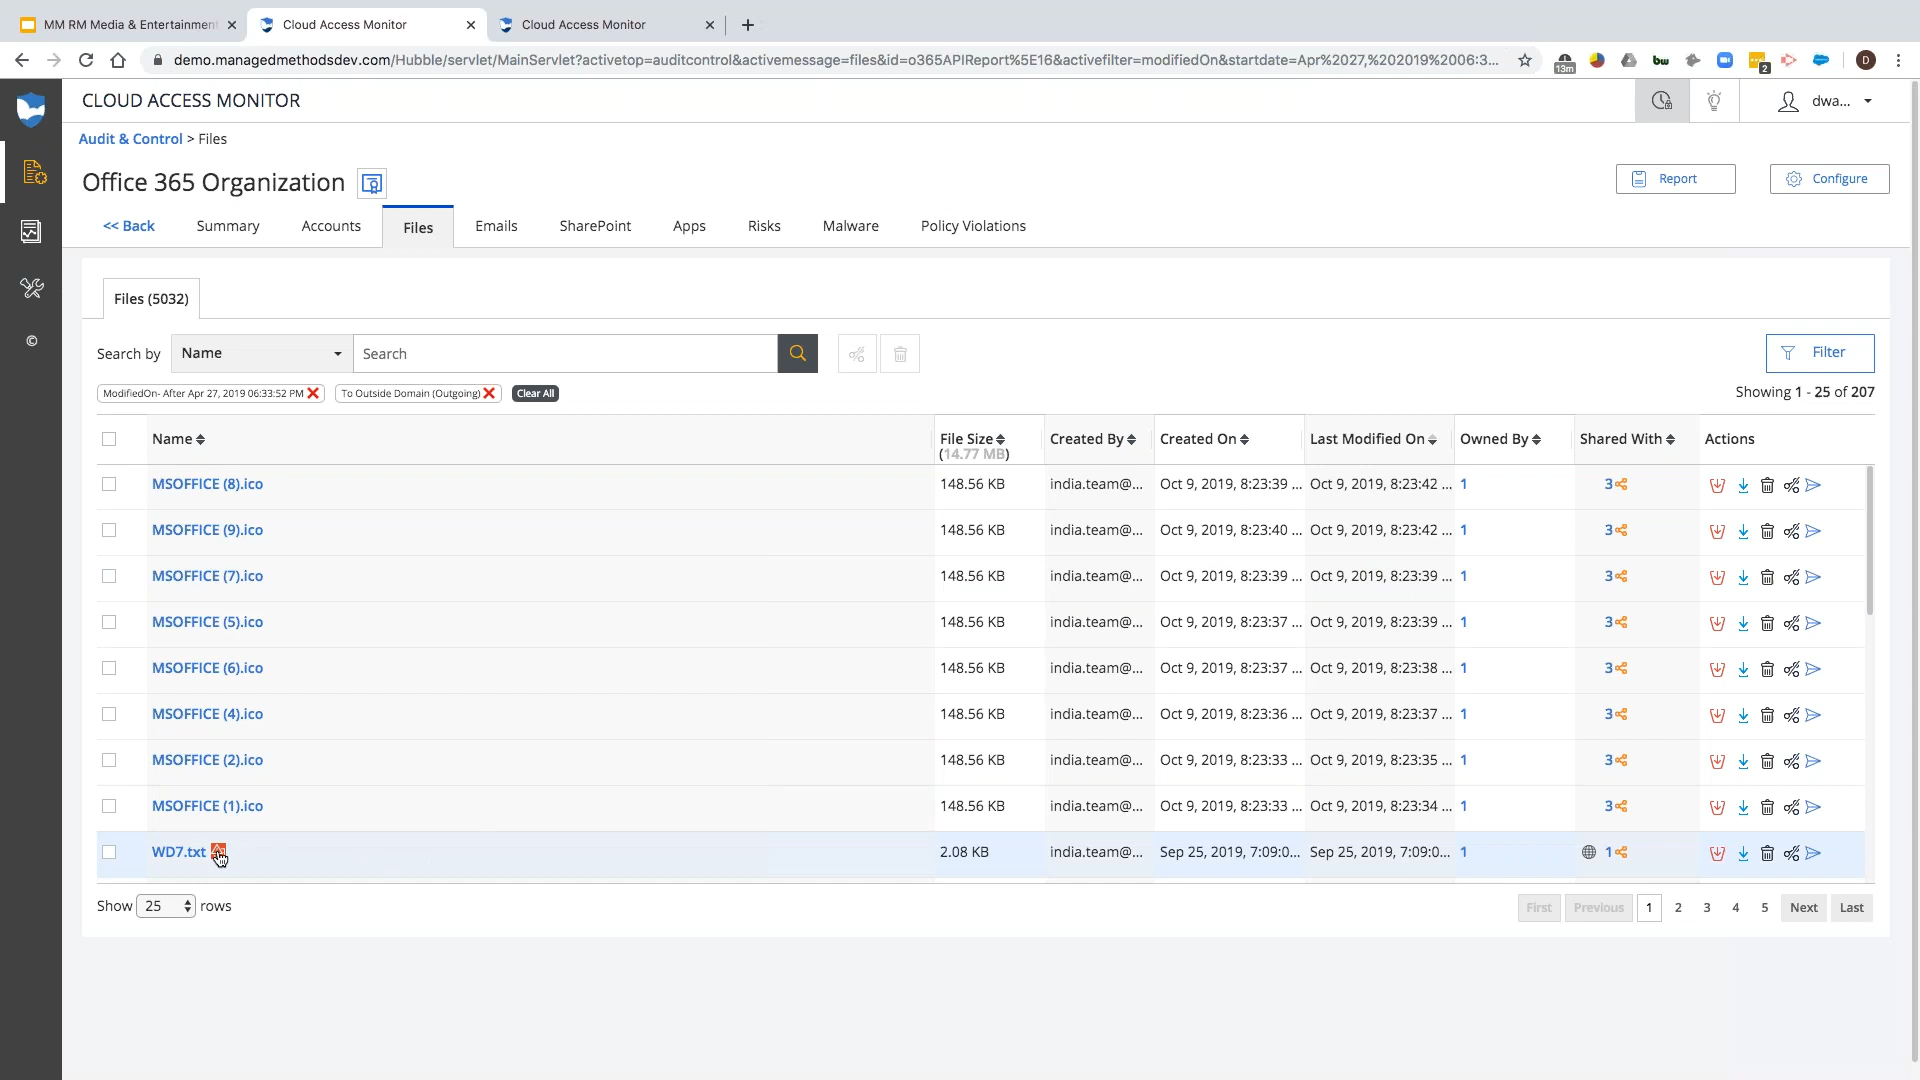 MM RM Media & Entertainment
Cloud Access Monitor
Cloud Access Monitor
demo.managedmethodsdev.com/Hubble/servlet/MainServlet?activetop=auditcontrol&activemessage=files&id=o365APIReport%5E16&activefilter=modifiedOn&startdate=Apr%2027,%202019%2006:3...
13m
bw
2
D
CLOUD ACCESS MONITOR
dwa...
Audit & Control > Files
Office 365 Organization
Report
Configure
<< Back
Summary
Accounts
Files
Emails
SharePoint
Apps
Risks
Malware
Policy Violations
©
Files (5032)
Search by
Name
Search
Filter
ModifiedOn- After Apr 27, 2019 06:33:52 PM
To Outside Domain (Outgoing)
Clear All
Showing 1 - 25 of 207
Name
File Size
(14.77 MB)
Created By
Created On
Last Modified On
Owned By
Shared With
Actions
MSOFFICE (8).ico 148.56 KB india.team@... Oct 9, 2019, 8:23:39 ... Oct 9, 2019, 8:23:42 ... 1 3
MSOFFICE (9).ico 148.56 KB india.team@... Oct 9, 2019, 8:23:40 ... Oct 9, 2019, 8:23:42 ... 1 3
MSOFFICE (7).ico 148.56 KB india.team@... Oct 9, 2019, 8:23:39 ... Oct 9, 2019, 8:23:39 ... 1 3
MSOFFICE (5).ico 148.56 KB india.team@... Oct 9, 2019, 8:23:37 ... Oct 9, 2019, 8:23:39 ... 1 3
MSOFFICE (6).ico 148.56 KB india.team@... Oct 9, 2019, 8:23:37 ... Oct 9, 2019, 8:23:38 ... 1 3
MSOFFICE (4).ico 148.56 KB india.team@... Oct 9, 2019, 8:23:36 ... Oct 9, 2019, 8:23:37 ... 1 3
MSOFFICE (2).ico 148.56 KB india.team@... Oct 9, 2019, 8:23:33 ... Oct 9, 2019, 8:23:35 ... 1 3
MSOFFICE (1).ico 148.56 KB india.team@... Oct 9, 2019, 8:23:33 ... Oct 9, 2019, 8:23:34 ... 1 3
WD7.txt 2.08 KB india.team@... Sep 25, 2019, 7:09:0... Sep 25, 2019, 7:09:0... 1 1
Show 25 rows
First Previous 1 2 3 4 5 Next Last